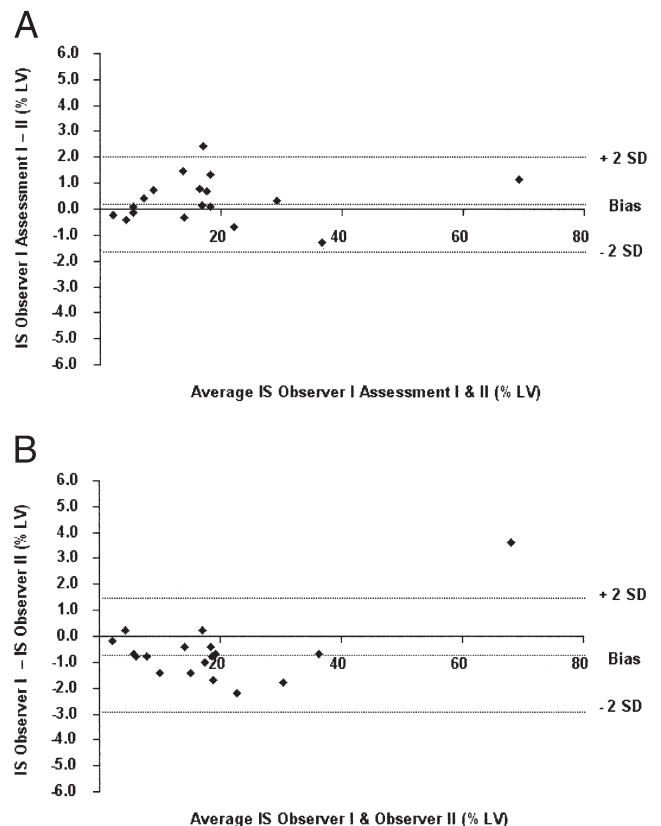 A
6.0
5.0
4.0
3.0
2.0
1.0
0.0
-1.0
-2.0
-3.0
-4.0
-5.0
-6.0
IS Observer I Assessment I – II (% LV)
+ 2 SD
Bias
- 2 SD
20 40 60 80
Average IS Observer I Assessment I & II (% LV)
B
6.0
5.0
4.0
3.0
2.0
1.0
0.0
-1.0
-2.0
-3.0
-4.0
-5.0
-6.0
IS Observer I – IS Observer II (% LV)
+ 2 SD
Bias
- 2 SD
20 40 60 80
Average IS Observer I & Observer II (% LV)